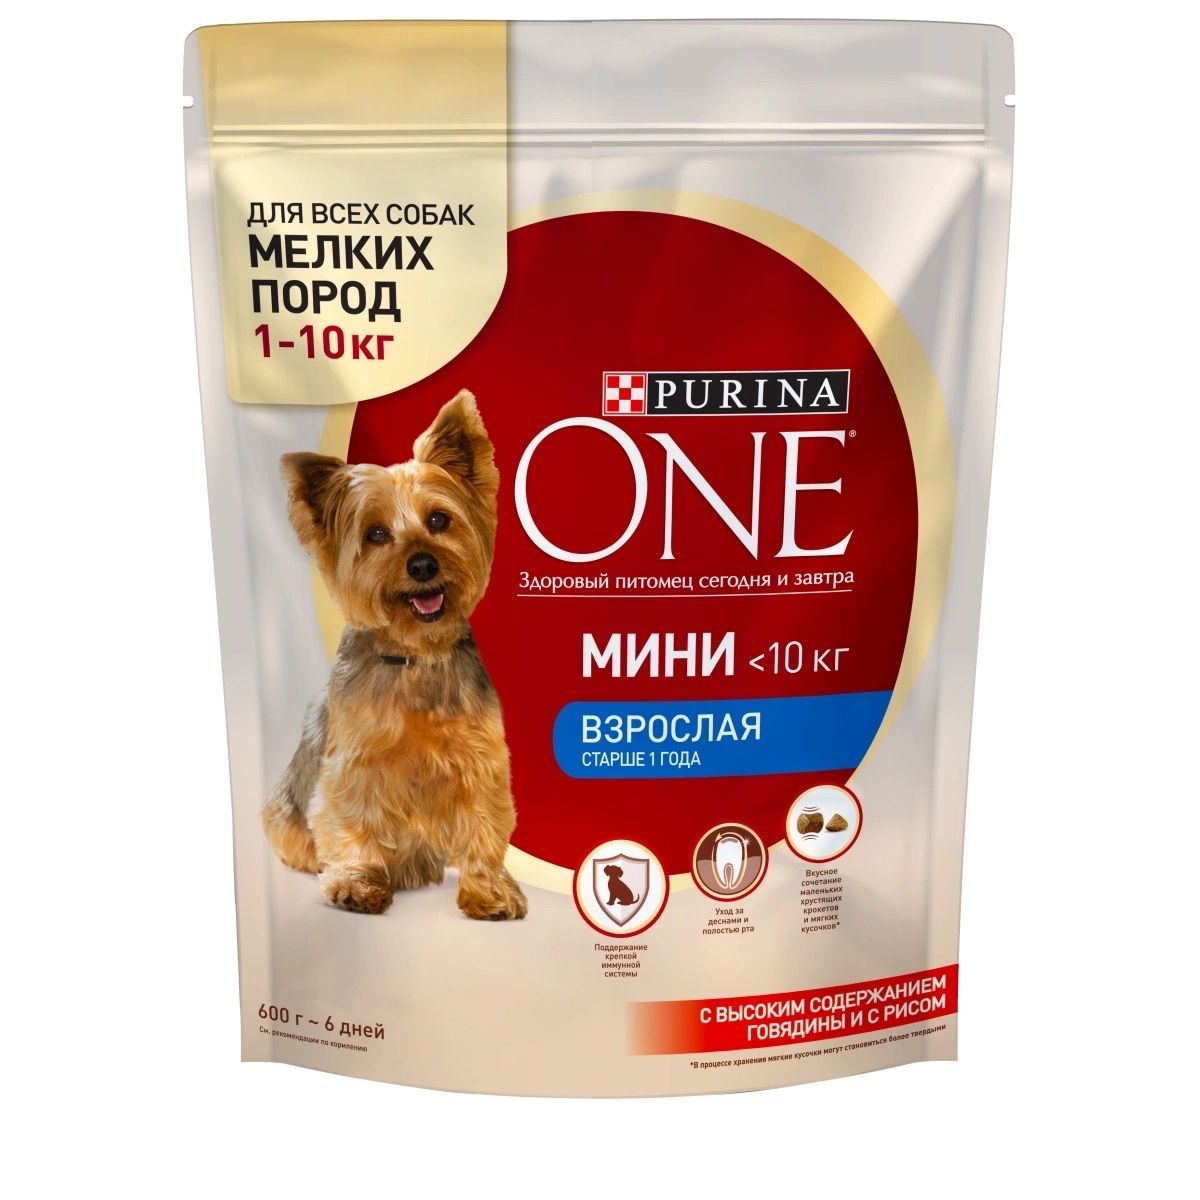 ДЛЯ ВСЕХ СОБАК
МЕЛКИХ
ПОРОД
1-10 кг
PURINA
ONE®
Здоровый питомец сегодня и завтра
МИНИ <10 кг
ВЗРОСЛАЯ
СТАРШЕ 1 ГОДА
Поддержание
крепкой
иммунной
системы
Уход за
деснами и
полостью рта
Вкусное
сочетание
маленьких
хрустящих
крокетов
и мягких
кусочков*
600 г ~ 6 дней
См. рекомендации по кормлению
С ВЫСОКИМ СОДЕРЖАНИЕМ
ГОВЯДИНЫ И С РИСОМ
*В процессе хранения мягкие кусочки могут становиться более твердыми